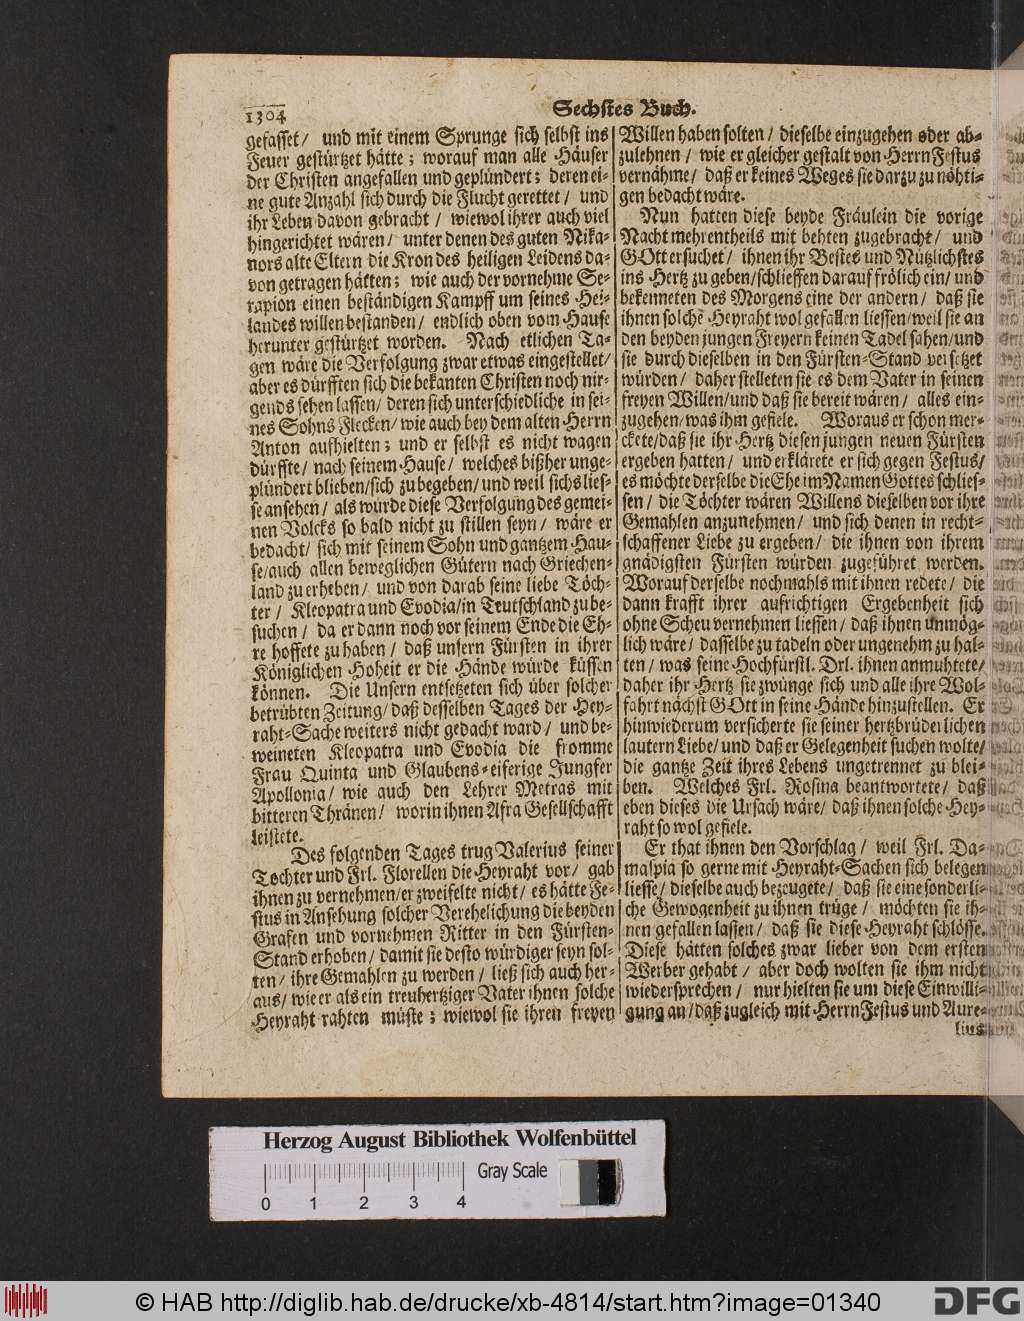 1304
Sechstes Buch.
gefasset / und mit einem Sprunge sich selbst ins
Feuer gestürtzet hätte; worauf man alle Häuser
der Christen angefallen und geplündert; deren ei-
ne gute Anzahl sich durch die Flucht gerettet / und
ihr Leben davon gebracht / wiewol ihrer auch viel
hingerichtet wären / unter denen des guten Nika-
nors alte Eltern die Kron des heiligen Leidens da-
von getragen hätten; wie auch der vornehme Se-
rapion einen beständigen Kampff um seines Hei-
landes willen bestanden / endlich oben vom Hause
herunter gestürtzet worden. Nach etlichen Ta-
gen wäre die Verfolgung zwar etwas eingestellet /
aber es dürfften sich die bekanten Christen noch nir-
gends sehen lassen / deren sich unterschiedliche in sei-
nes Sohns Flecken / wie auch bey dem alten Herrn
Anton aufhielten; und er selbst es nicht wagen
dürffte / nach seinem Hause / welches bißher unge-
plündert blieben / sich zu begeben / und weil sichs lies-
se ansehen / als würde diese Verfolgung des gemei-
nen Volcks so bald nicht zu stillen seyn / wäre er
bedacht / sich mit seinem Sohn und gantzem Hau-
se / auch allen beweglichen Gütern nach Griechen-
land zu erheben / und von darab seine liebe Töch-
ter / Kleopatra und Evodia / in Teutschland zu be-
suchen / da er dann noch vor seinem Ende die Eh-
re hoffete zu haben / daß unsern Fürsten in ihrer
Königlichen Hoheit er die Hände würde küssen
können. Die Unsern entsetzeten sich über solcher
betrübten Zeitung / daß desselben Tages der Hey-
raht-Sache weiters nicht gedacht ward / und be-
weineten Kleopatra und Evodia die fromme
Frau Quinta und Glaubens-eiferige Jungfer
Apollonia / wie auch den Lehrer Metras mit
bitteren Thränen / worin ihnen Afra Gesellschafft
leistete.
Des folgenden Tages trug Valerius seiner
Tochter und Frl. Florellen die Heyraht vor / gab
ihnen zu vernehmen / er zweifelte nicht / es hätte Fe-
stus in Ansehung solcher Verehelichung die beyden
Grafen und vornehmen Ritter in den Fürsten-
Stand erhoben / damit sie desto würdiger seyn sol-
ten / ihre Gemahlen zu werden / ließ sich auch her-
aus / wie er als ein treuhertziger Vater ihnen solche
Heyraht rahten müste; wiewol sie ihren freyen
Willen haben solten / dieselbe einzugehen oder ab-
zulehnen / wie er gleicher gestalt von Herrn Festus
vernähme / daß er keines Weges sie darzu zu nöhti-
gen bedacht wäre.
Nun hatten diese beyde Fräulein die vorige
Nacht mehrentheils mit behten zugebracht / und
GOtt ersuchet / ihnen ihr Bestes und Nützlichstes
ins Hertz zu geben / schlieffen darauf frölich ein / und
bekenneten des Morgens eine der andern / daß sie
ihnen solchẽ Heyraht wol gefallen liessen / weil sie an
den beyden jungen Freyern keinen Tadel sahen / und
sie durch dieselben in den Fürsten-Stand versetzet
würden / daher stelleten sie es dem Vater in seinen
freyen Willen / und daß sie bereit wären / alles ein-
zugehen / was ihm gefiele. Woraus er schon mer-
ckete / daß sie ihr Hertz diesen jungen neuen Fürsten
ergeben hatten / und erklärete er sich gegen Festus /
es möchte derselbe die Ehe im Namen Gottes schlies-
sen / die Töchter wären Willens dieselben vor ihre
Gemahlen anzunehmen / und sich denen in recht-
schaffener Liebe zu ergeben / die ihnen von ihrem
gnädigsten Fürsten würden zugeführet werden.
Worauf derselbe nochmahls mit ihnen redete / die
dann krafft ihrer aufrichtigen Ergebenheit sich
ohne Scheu vernehmen liessen / daß ihnen unmög-
lich wäre / dasselbe zu tadeln oder ungenehm zu hal-
ten / was seine Hochfürstl. Drl. ihnen anmuhtete /
daher ihr Hertz sie zwünge sich und alle ihre Wol-
fahrt nächst GOtt in seine Hände hinzustellen. Er
hinwiederum versicherte sie seiner hertzbrüderlichen
lautern Liebe / und daß er Gelegenheit suchen wolte /
die gantze Zeit ihres Lebens ungetrennet zu blei-
ben. Welches Frl. Rosina beantwortete / daß
eben dieses die Ursach wäre / daß ihnen solche Hey-
raht so wol gefiele.
Er that ihnen den Vorschlag / weil Frl. Da-
maspia so gerne mit Heyraht-Sachen sich belegen
liesse / dieselbe auch bezeugete / daß sie eine sonderli-
che Gewogenheit zu ihnen trüge / möchten sie ih-
nen gefallen lassen / daß sie diese Heyraht schlösse.
Diese hätten solches zwar lieber von dem ersten
Werber gehabt / aber doch wolten sie ihm nicht
wiedersprechen / nur hielten sie um diese Einwilli-
gung an / daß zugleich mit Herrn Festus und Aure-
lius
Herzog August Bibliothek Wolfenbüttel
Gray Scale
0 1 2 3 4
© HAB http://diglib.hab.de/drucke/xb-4814/start.htm?image=01340
DFG